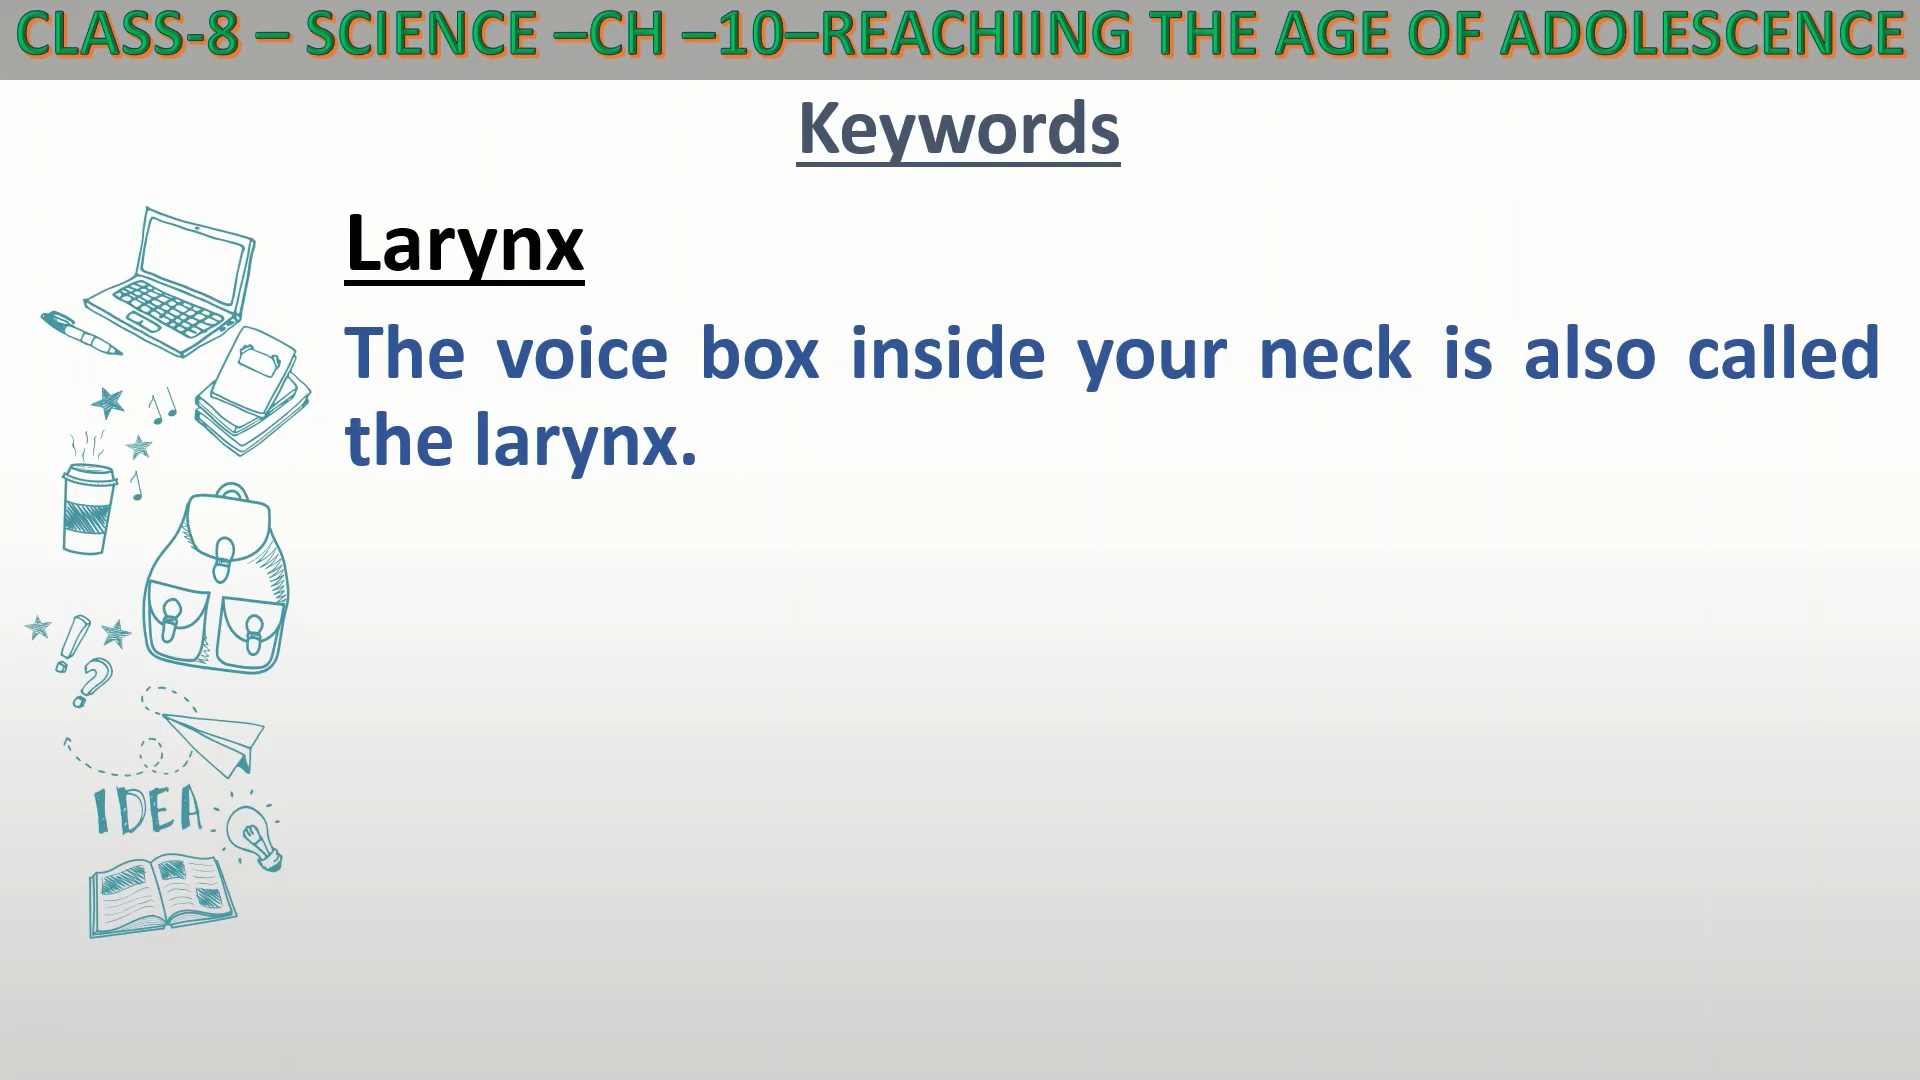 CLASS-8 – SCIENCE –CH –10–REACHIING THE AGE OF ADOLESCENCE
Keywords
Larynx
The voice box inside your neck is also called
the larynx.
IDEA